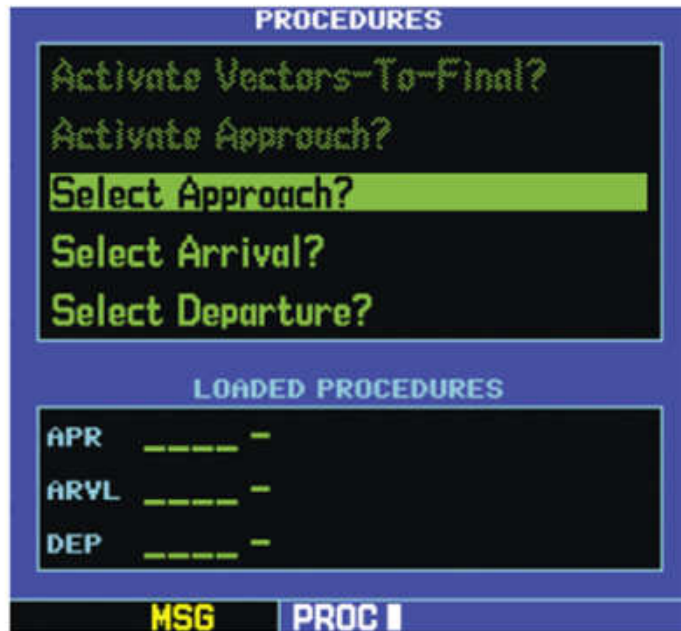 PROCEDURES
Activate Vectors-To-Final?
Activate Approach?
Select Approach?
Select Arrival?
Select Departure?
LOADED PROCEDURES
APR ____-
ARVL ____-
DEP ____-
MSG PROC